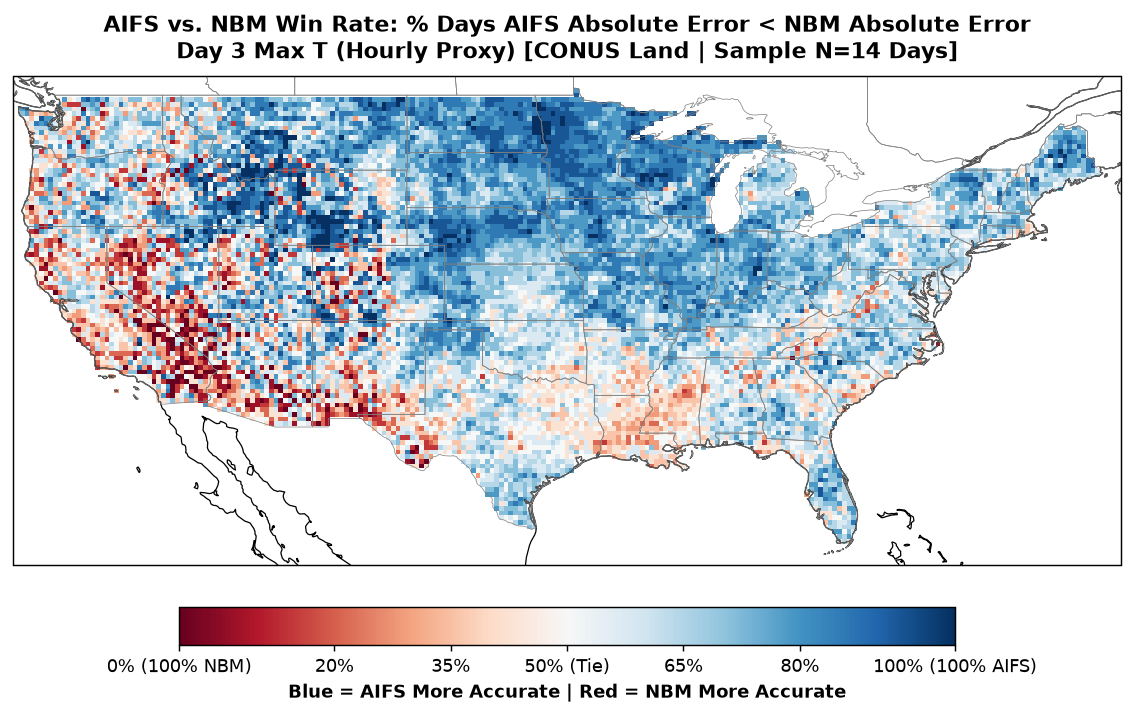 AIFS vs. NBM Win Rate: % Days AIFS Absolute Error < NBM Absolute Error
Day 3 Max T (Hourly Proxy) [CONUS Land | Sample N=14 Days]
0% (100% NBM) 20% 35% 50% (Tie) 65% 80% 100% (100% AIFS)
Blue = AIFS More Accurate | Red = NBM More Accurate